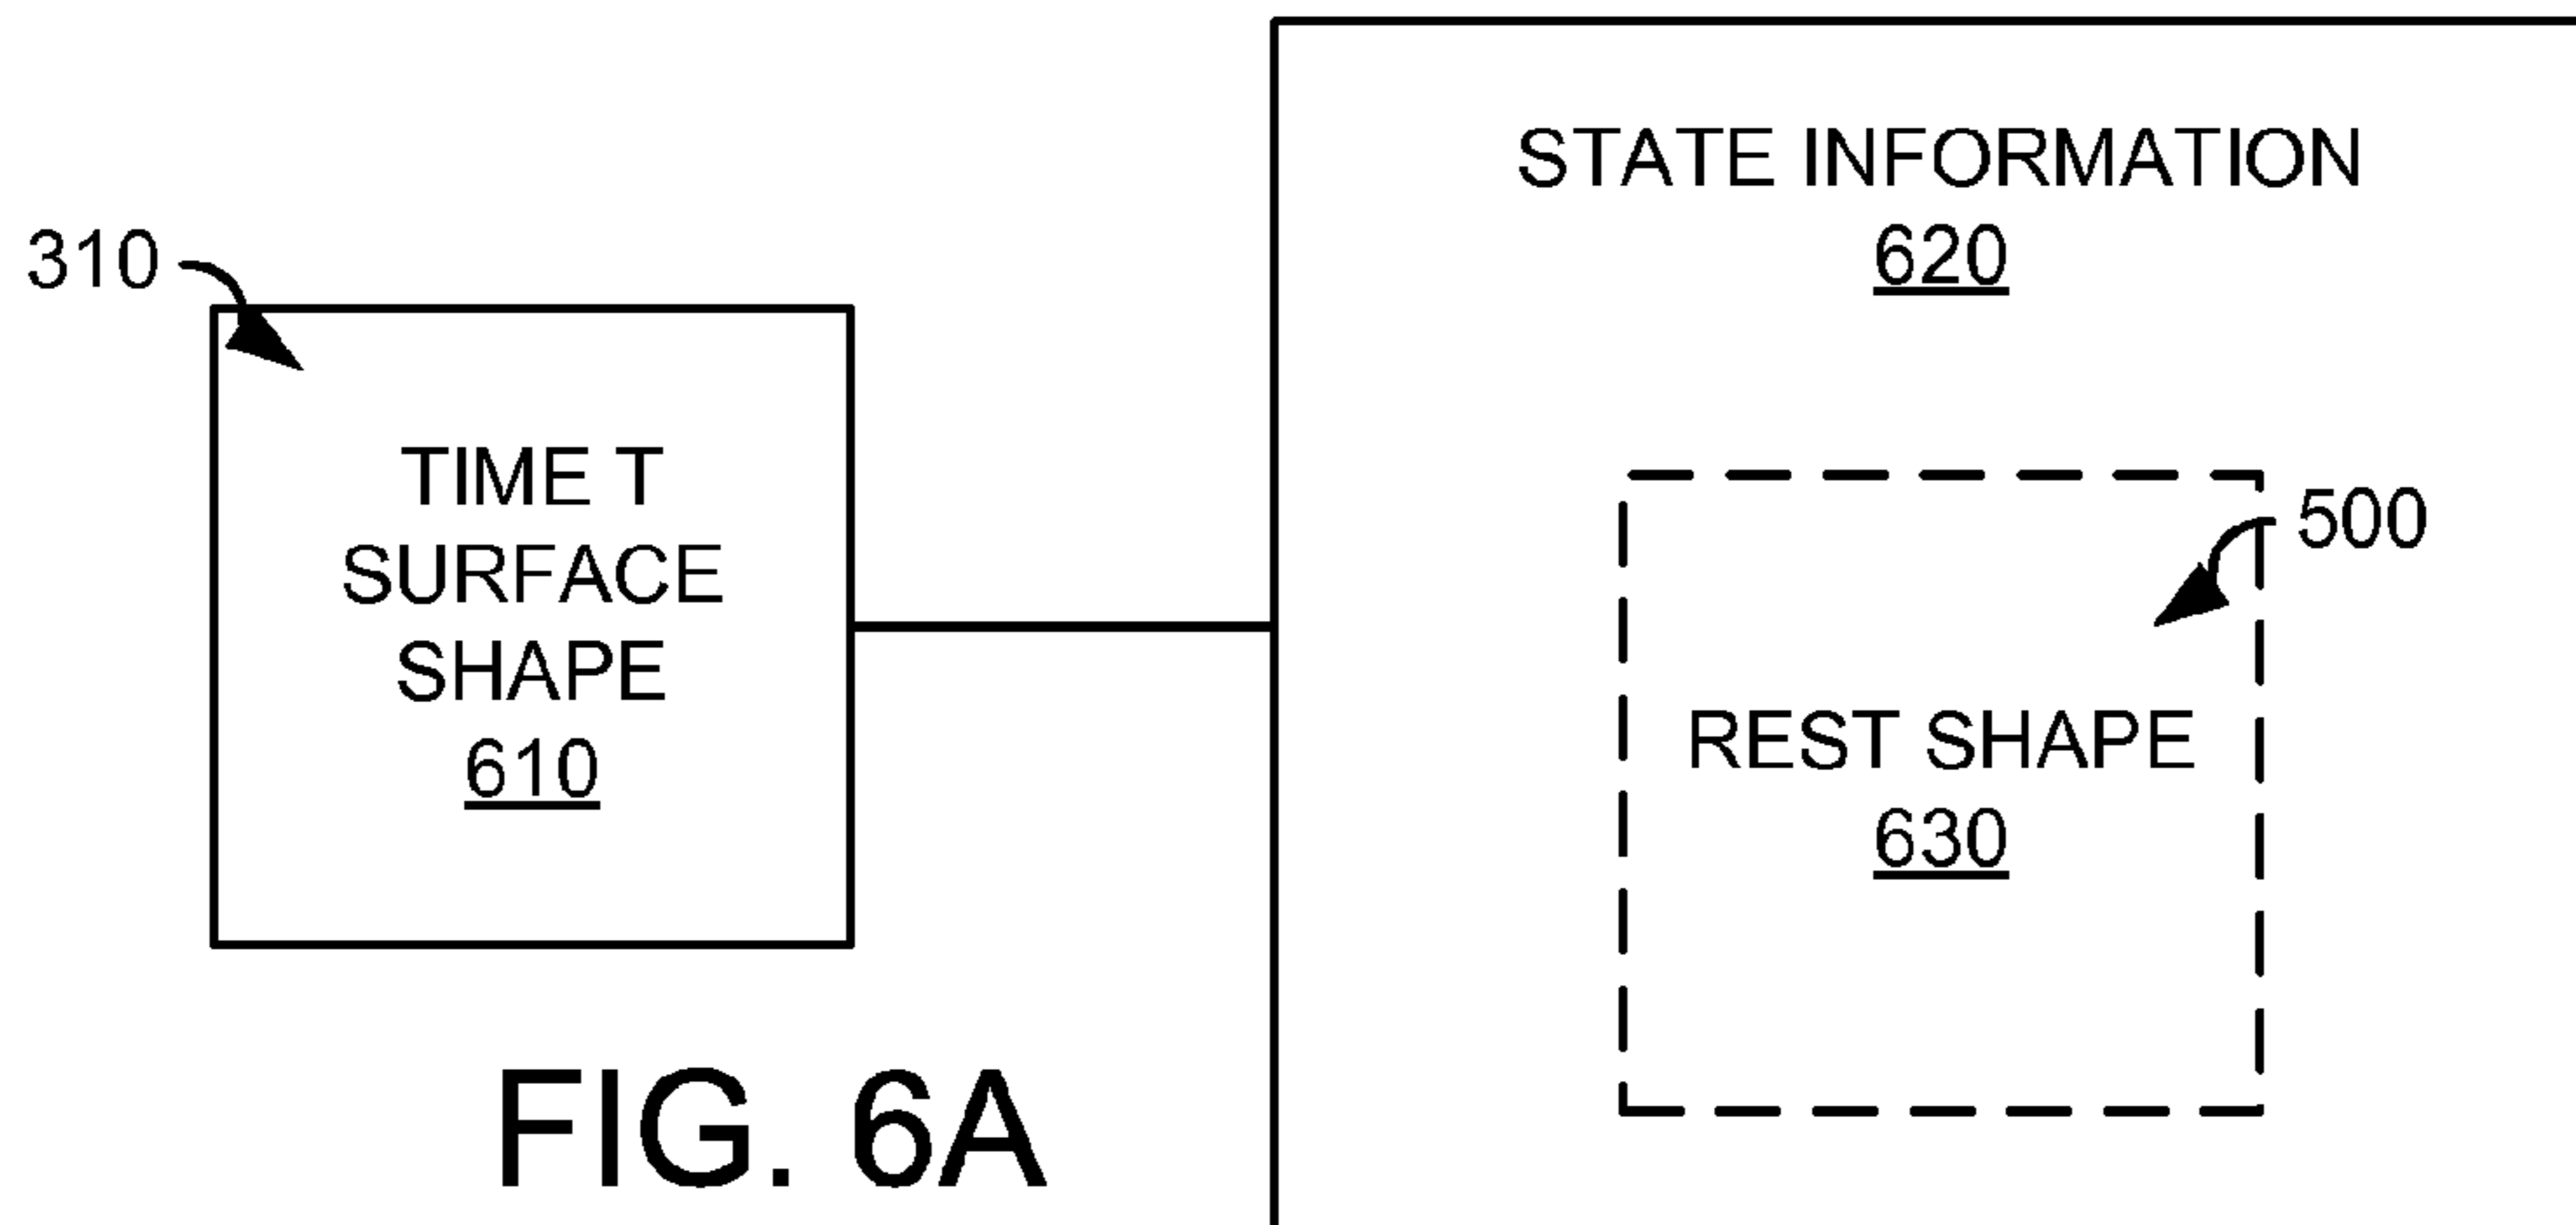 310
TIME T
SURFACE
SHAPE
610
STATE INFORMATION
620
500
REST SHAPE
630
FIG. 6A